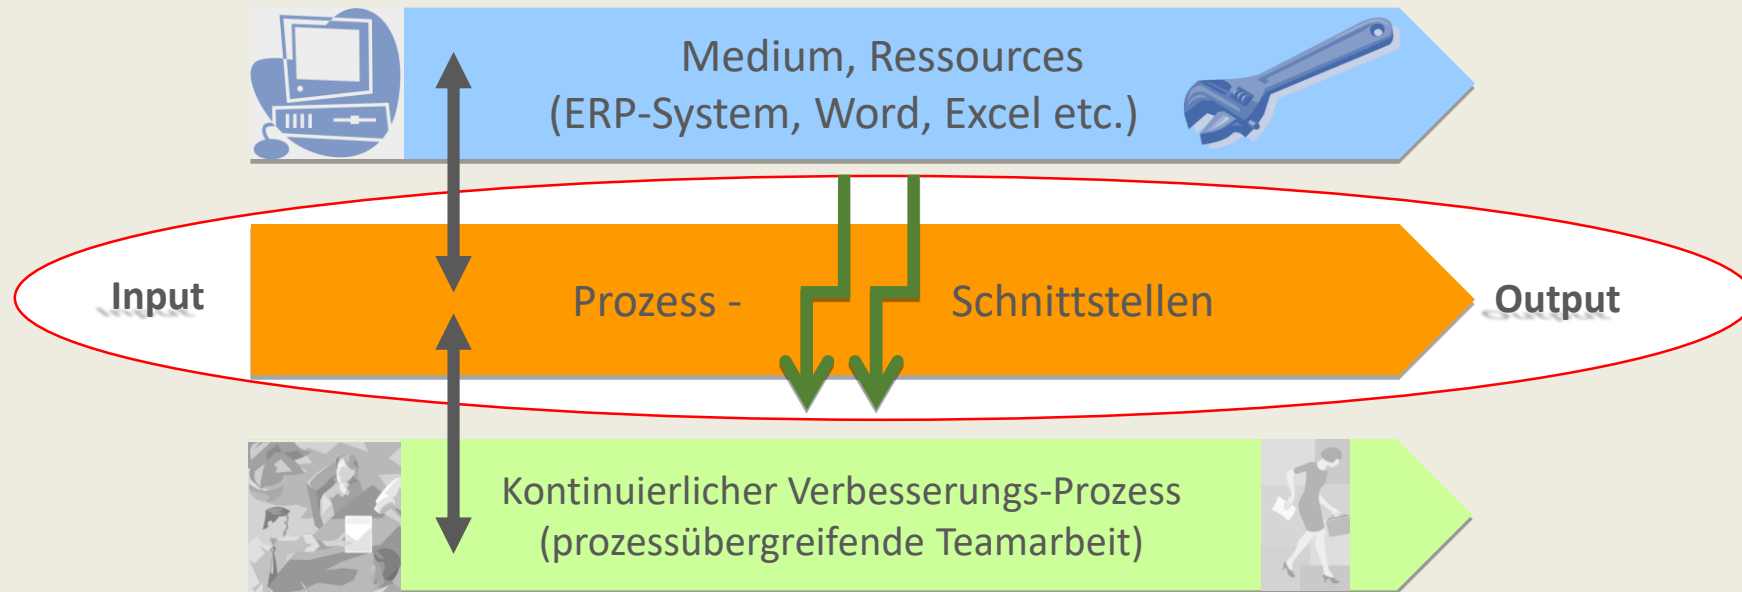 Medium, Ressources
(ERP-System, Word, Excel etc.)
Input
Prozess - Schnittstellen
Output
Kontinuierlicher Verbesserungs-Prozess
(prozessübergreifende Teamarbeit)